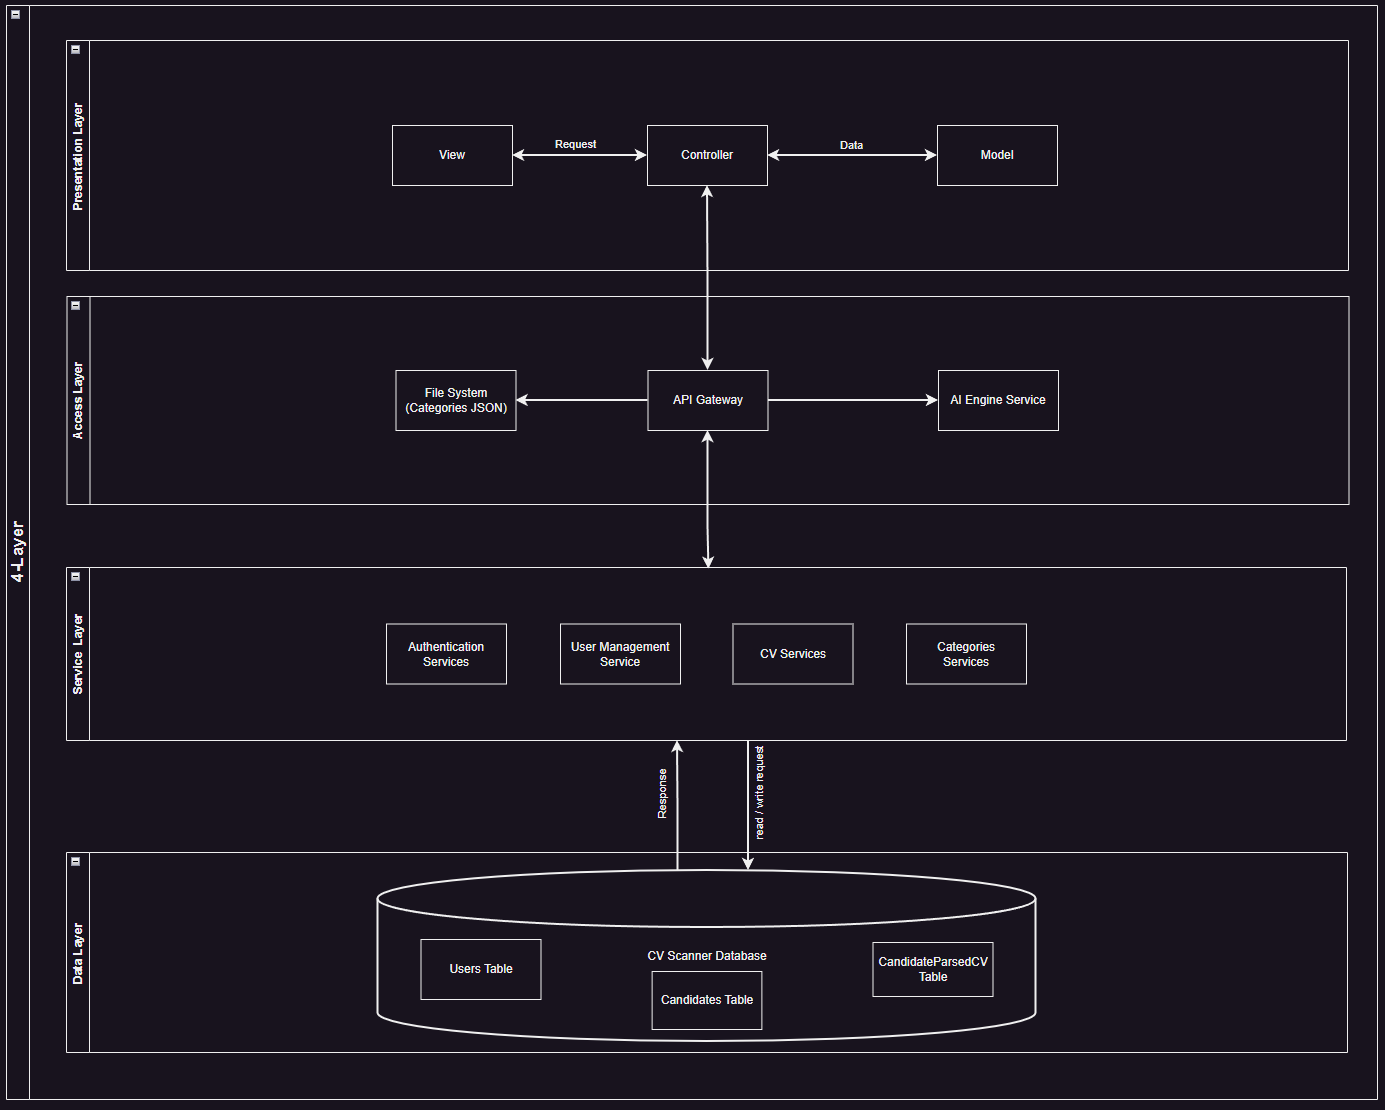 4-Layer
Presentation Layer
View
Request
Controller
Data
Model
Access Layer
File System
(Categories JSON)
API Gateway
AI Engine Service
Service Layer
Authentication
Services
User Management
Service
CV Services
Categories
Services
Response
read / write request
Data Layer
CV Scanner Database
Users Table
Candidates Table
CandidateParsedCV
Table